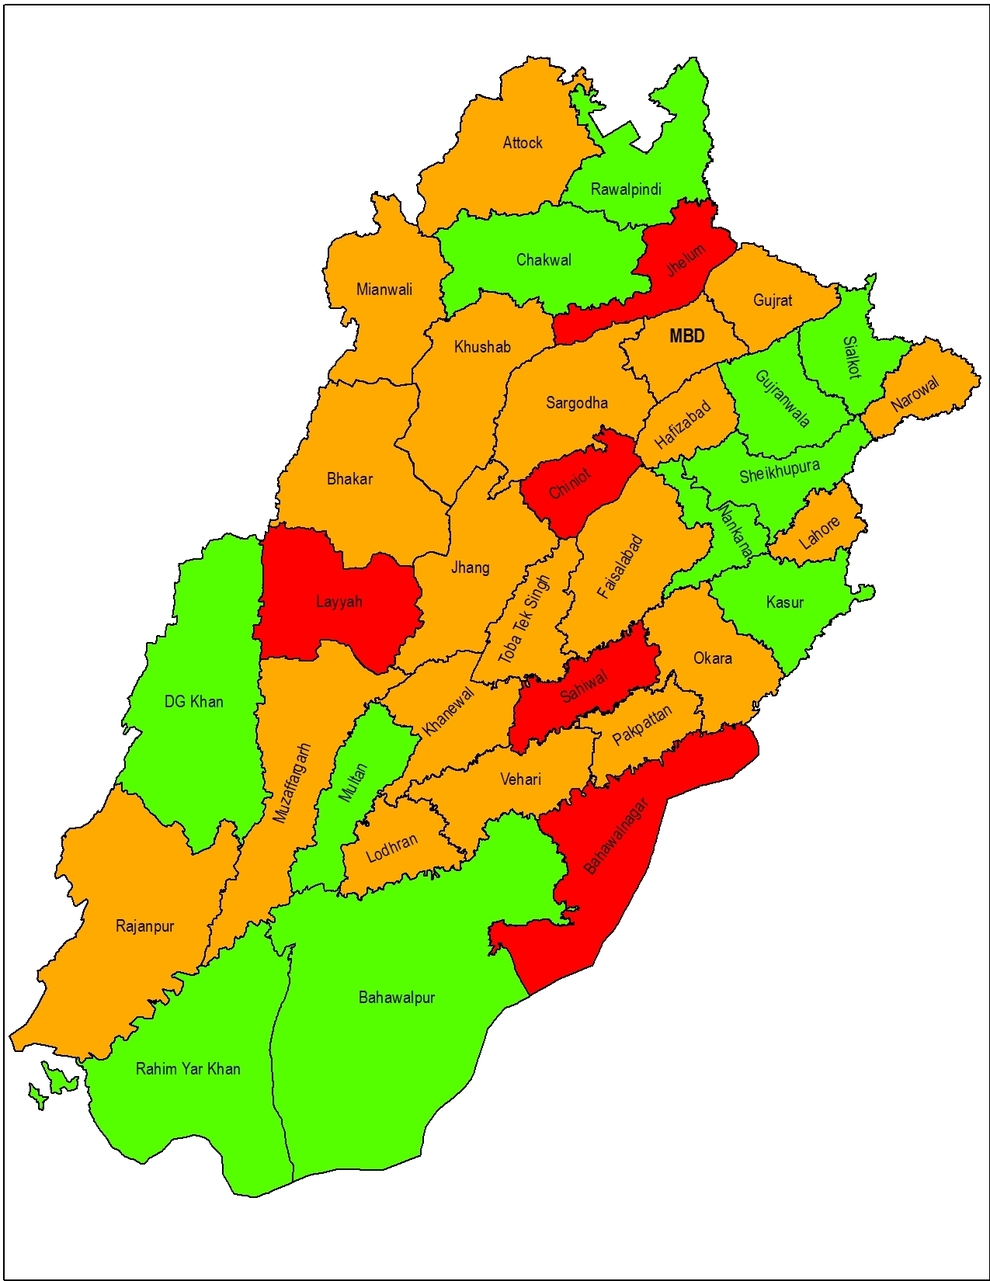 Attock
Rawalpindi
Chakwal
Jhelum
Mianwali
Gujrat
Khushab
MBD
Sialkot
Narowal
Sargodha
Gujranwala
Hafizabad
Bhakar
Chiniot
Sheikhupura
Nankana
Lahore
Jhang
Faisalabad
Layyah
Toba Tek Singh
Kasur
Okara
DG Khan
Sahiwal
Khanewal
Pakpattan
Muzaffargarh
Multan
Vehari
Lodhran
Bahawalnagar
Rajanpur
Bahawalpur
Rahim Yar Khan